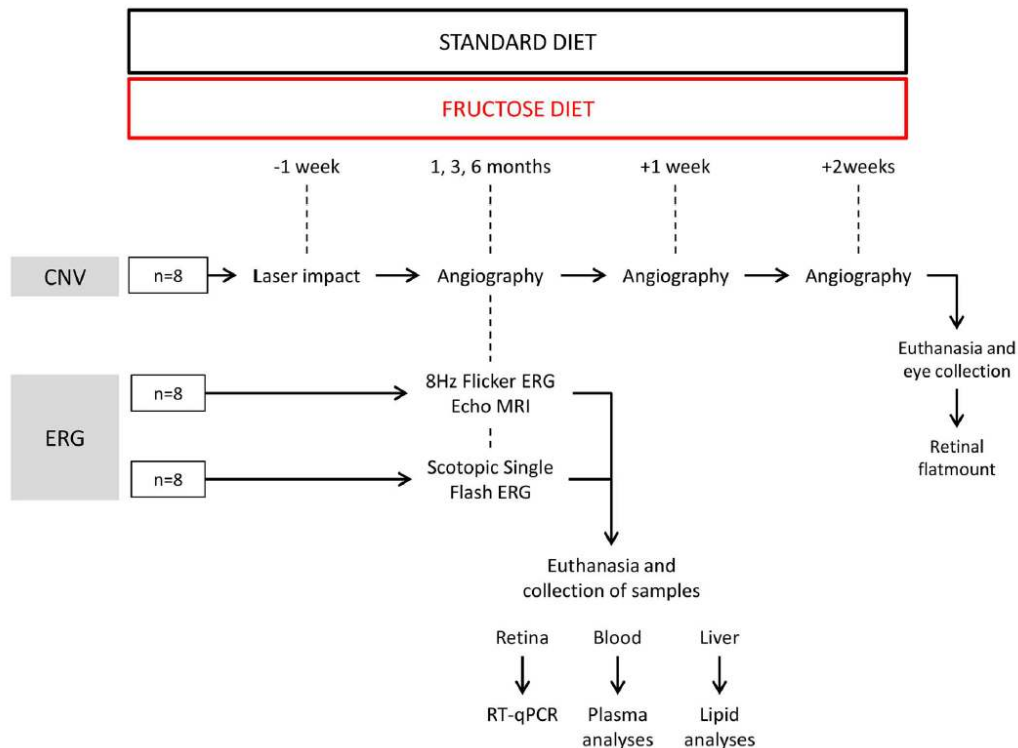 STANDARD DIET
FRUCTOSE DIET
-1 week
1, 3, 6 months
+1 week
+2weeks
CNV
n=8
Laser impact
Angiography
Angiography
Angiography
Euthanasia and
eye collection
Retinal
flatmount
ERG
n=8
8Hz Flicker ERG
Echo MRI
n=8
Scotopic Single
Flash ERG
Euthanasia and
collection of samples
Retina
Blood
Liver
RT-qPCR
Plasma
analyses
Lipid
analyses